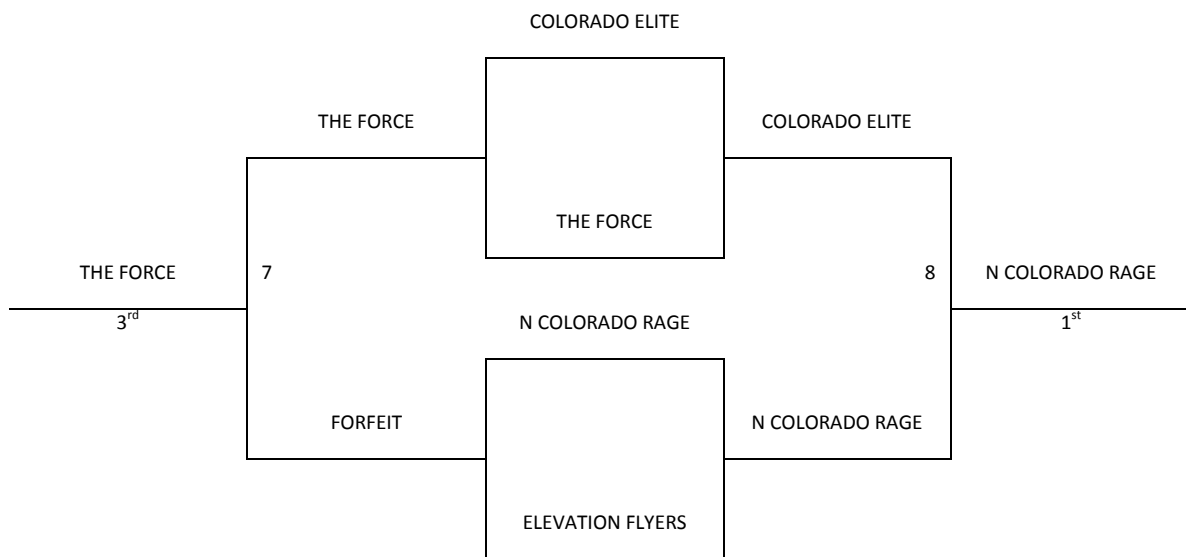 COLORADO ELITE
THE FORCE
COLORADO ELITE
THE FORCE
THE FORCE
7
8
N COLORADO RAGE
3rd
N COLORADO RAGE
1st
FORFEIT
N COLORADO RAGE
ELEVATION FLYERS